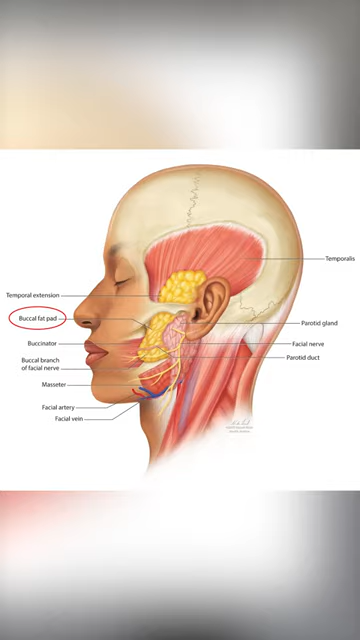 Temporalis
Temporal extension
Buccal fat pad
Parotid gland
Buccinator
Facial nerve
Buccal branch
of facial nerve
Parotid duct
Masseter
Facial artery
Facial vein